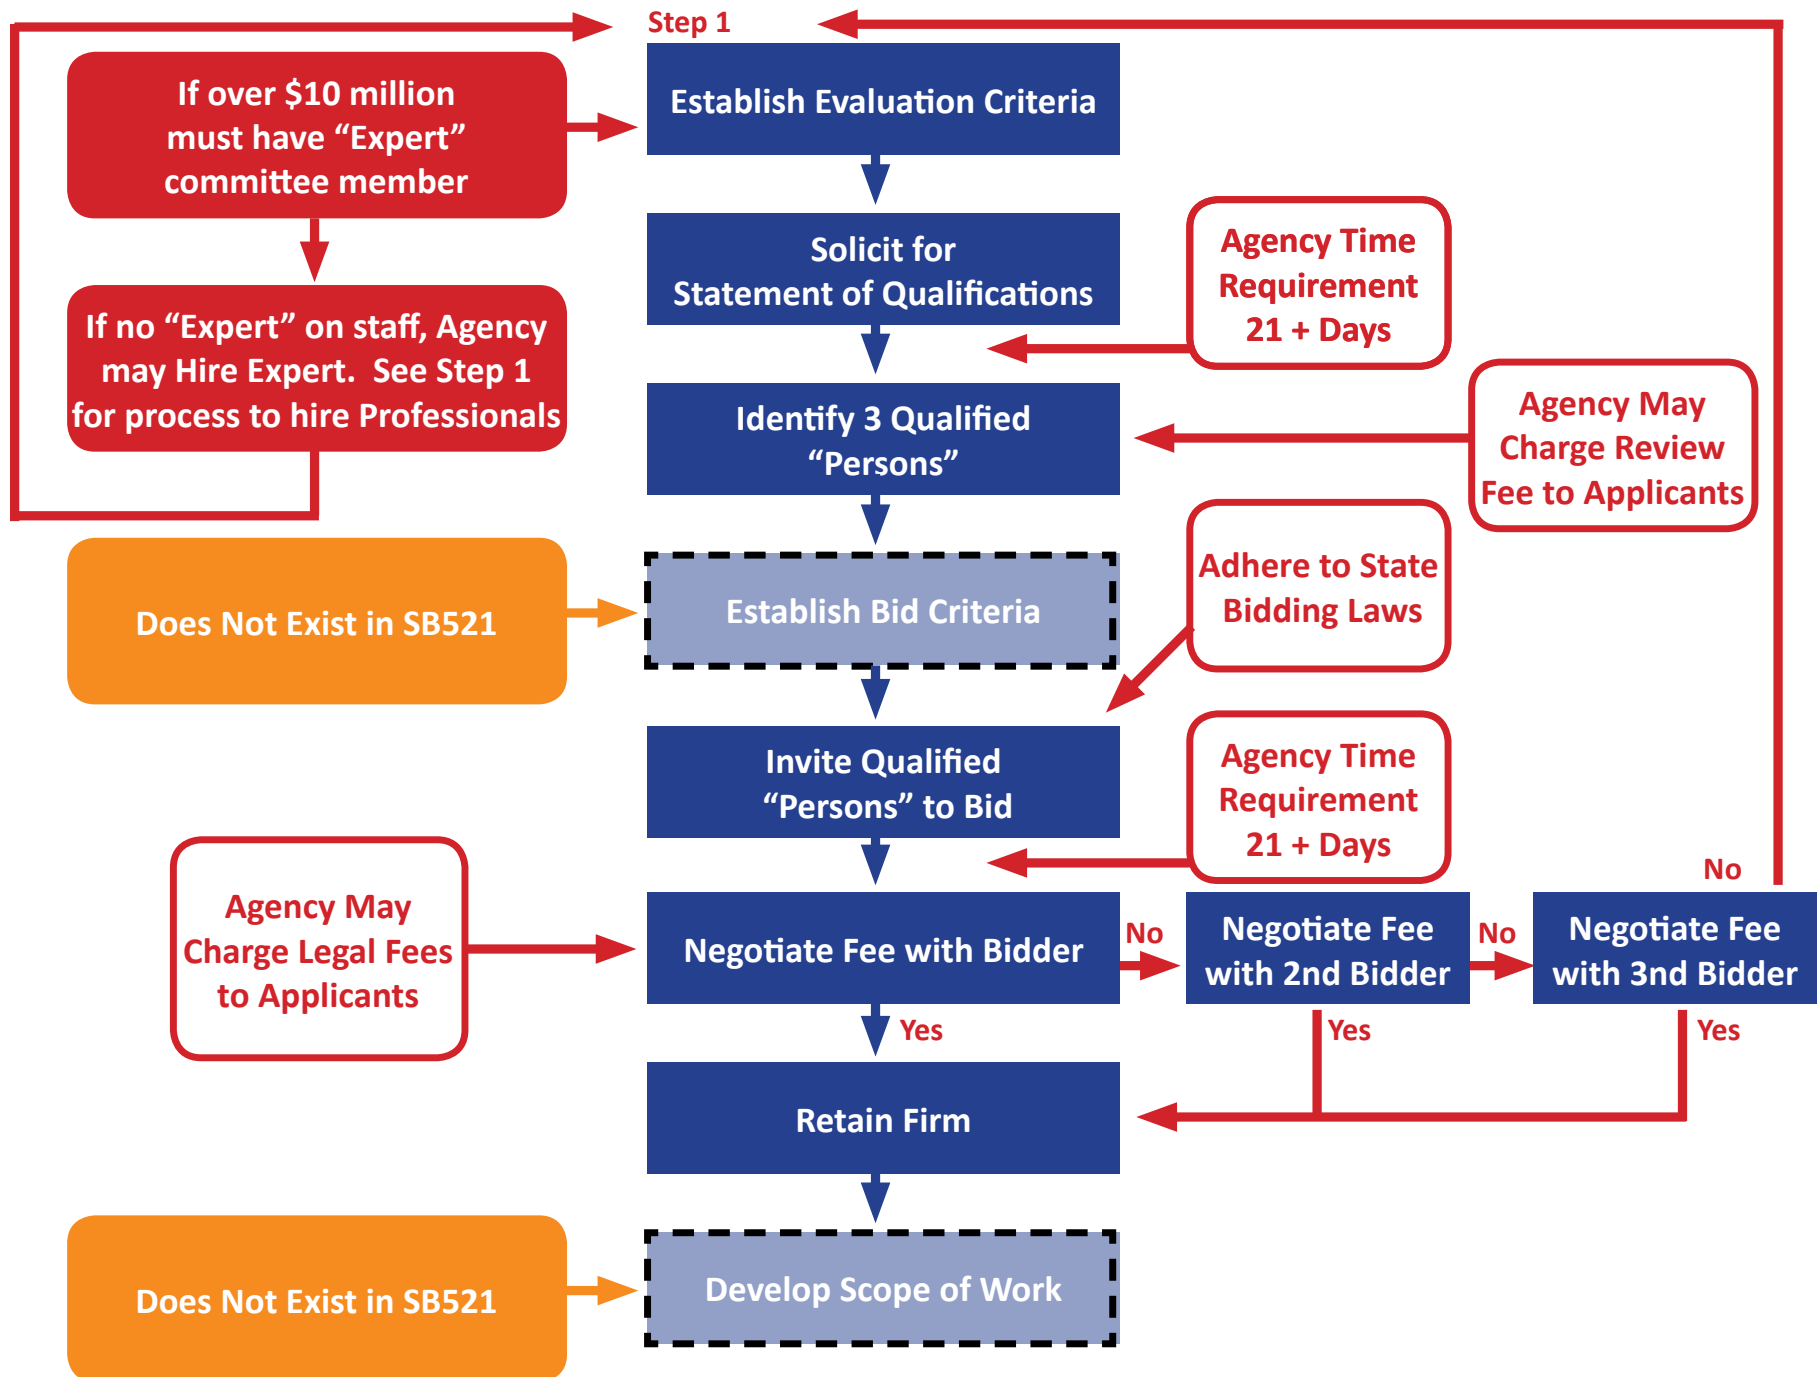 Step 1
If over $10 million
must have “Expert”
committee member
Establish Evaluation Criteria
Solicit for
Statement of Qualifications
Agency Time
Requirement
21 + Days
If no “Expert” on staff, Agency
may Hire Expert.  See Step 1
for process to hire Professionals
Identify 3 Qualified
“Persons”
Agency May
Charge Review
Fee to Applicants
Does Not Exist in SB521
Establish Bid Criteria
Adhere to State
Bidding Laws
Invite Qualified
“Persons” to Bid
Agency Time
Requirement
21 + Days
Agency May
Charge Legal Fees
to Applicants
Negotiate Fee with Bidder
No
Negotiate Fee
with 2nd Bidder
No
Negotiate Fee
with 3nd Bidder
No
Yes
Yes
Yes
Retain Firm
Does Not Exist in SB521
Develop Scope of Work